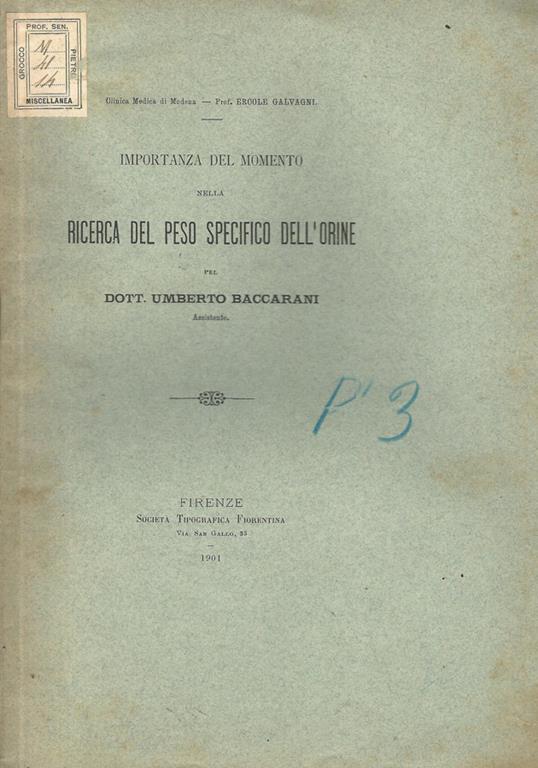 PROF. SEN.
GROCCO
PIETRO
MISCELLANEA
Clinica Medica di Modena — Prof. ERCOLE GALVAGNI.
IMPORTANZA DEL MOMENTO
NELLA
RICERCA DEL PESO SPECIFICO DELL'ORINE
PEL
DOTT. UMBERTO BACCARANI
Assistente.
P' 3
FIRENZE
SOCIETÀ TIPOGRAFICA FIORENTINA
VIA SAN GALLO, 33
—
1901